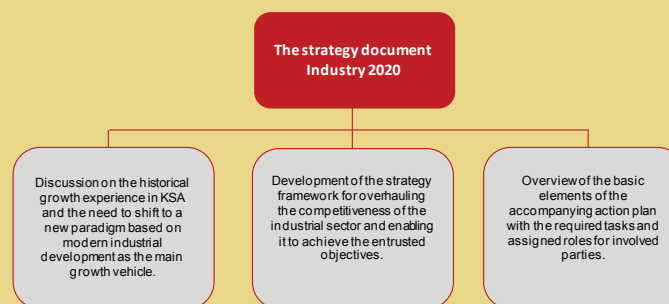 The strategy document
Industry 2020
Discussion on the historical
growth experience in KSA
and the need to shift to a
new paradigm based on
modern industrial
development as the main
growth vehicle.
Development of the strategy
framework for overhauling
the competitiveness of the
industrial sector and enabling
it to achieve the entrusted
objectives.
Overview of the basic
elements of the
accompanying action plan
with the required tasks and
assigned roles for involved
parties.